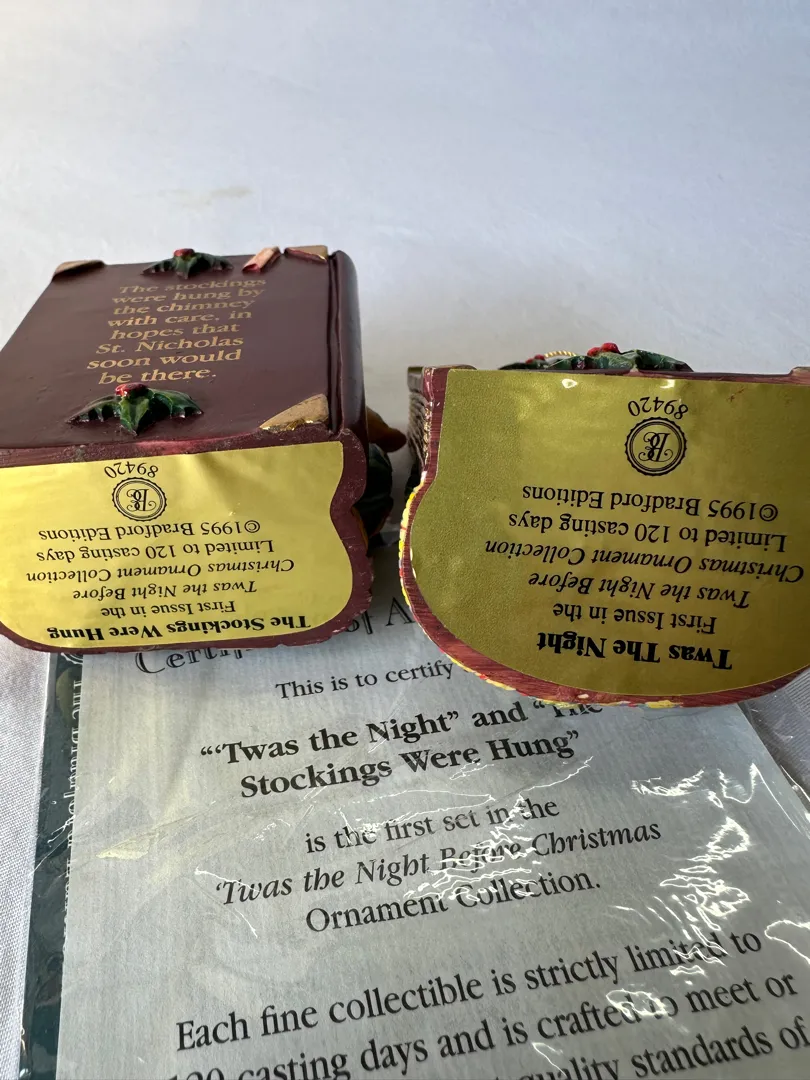 The stockings
were hung by
the chimney
with care, in
hopes that
St. Nicholas
soon would
be there.
The Stockings Were Hung
First Issue in the
Twas the Night Before
Christmas Ornament Collection
Limited to 120 casting days
©1995 Bradford Editions
BE
89420
Twas The Night
First Issue in the
Twas the Night Before
Christmas Ornament Collection
Limited to 120 casting days
©1995 Bradford Editions
BE
89420
This is to certify
"'Twas the Night" and "The
Stockings Were Hung"
is the first set in the
'Twas the Night Before Christmas
Ornament Collection.
Each fine collectible is strictly limited to
120 casting days and is crafted to meet or
quality standards of